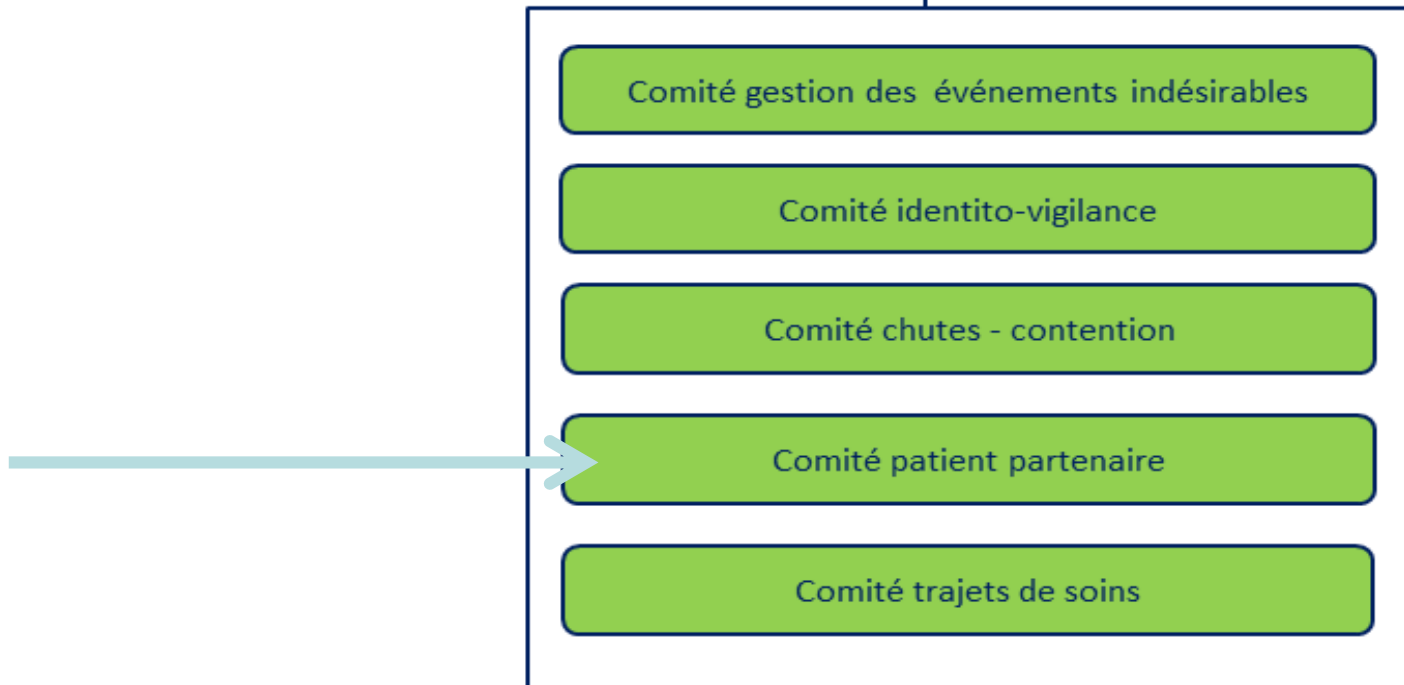 Comité gestion des événements indésirables
Comité identito-vigilance
Comité chutes - contention
Comité patient partenaire
Comité trajets de soins